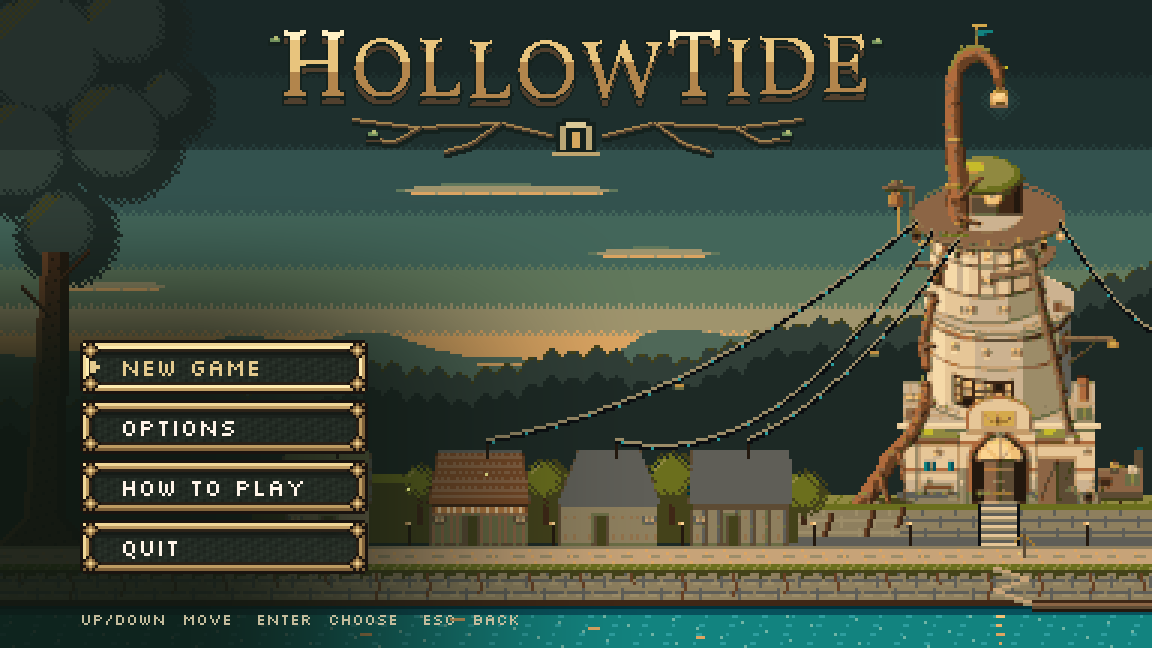 HOLLOWTIDE
NEW GAME
OPTIONS
HOW TO PLAY
QUIT
UP/DOWN MOVE ENTER CHOOSE ESC BACK